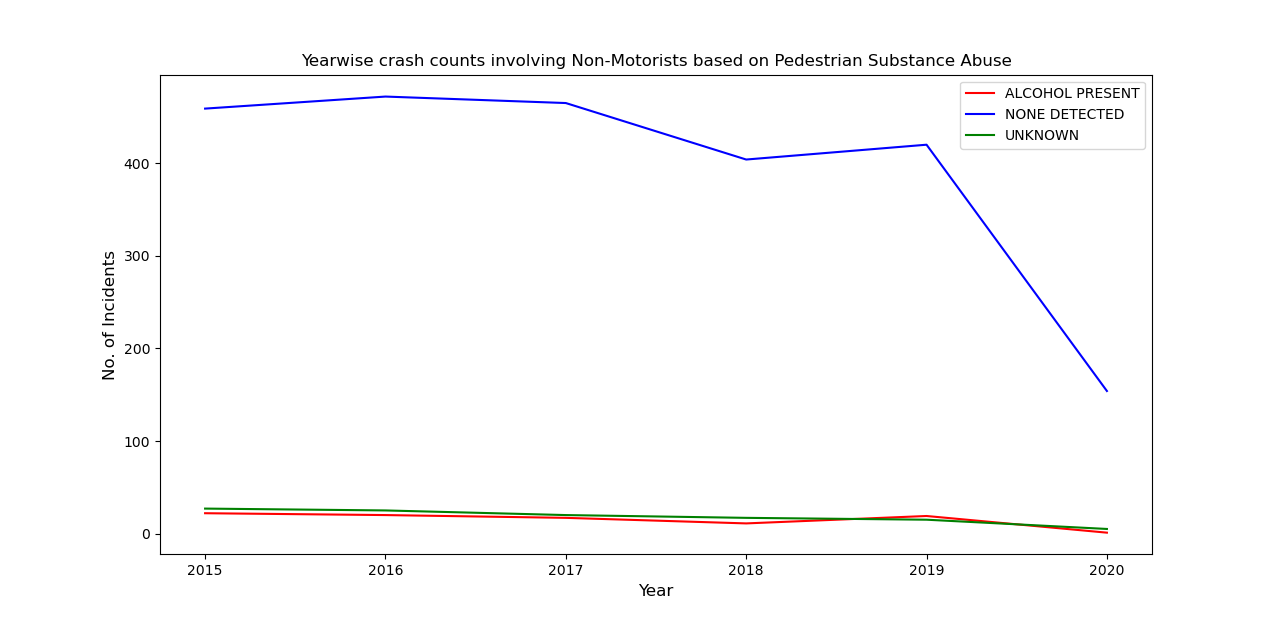 Yearwise crash counts involving Non-Motorists based on Pedestrian Substance Abuse
ALCOHOL PRESENT
NONE DETECTED
UNKNOWN
No. of Incidents
400
300
200
100
0
2015 2016 2017 2018 2019 2020
Year